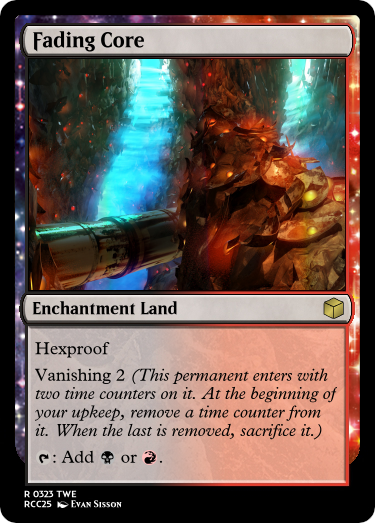 Fading Core
Enchantment Land
Hexproof
Vanishing 2 (This permanent enters with
two time counters on it. At the beginning of
your upkeep, remove a time counter from
it. When the last is removed, sacrifice it.)
: Add or .
R 0323 TWE
RCC25 Evan Sisson